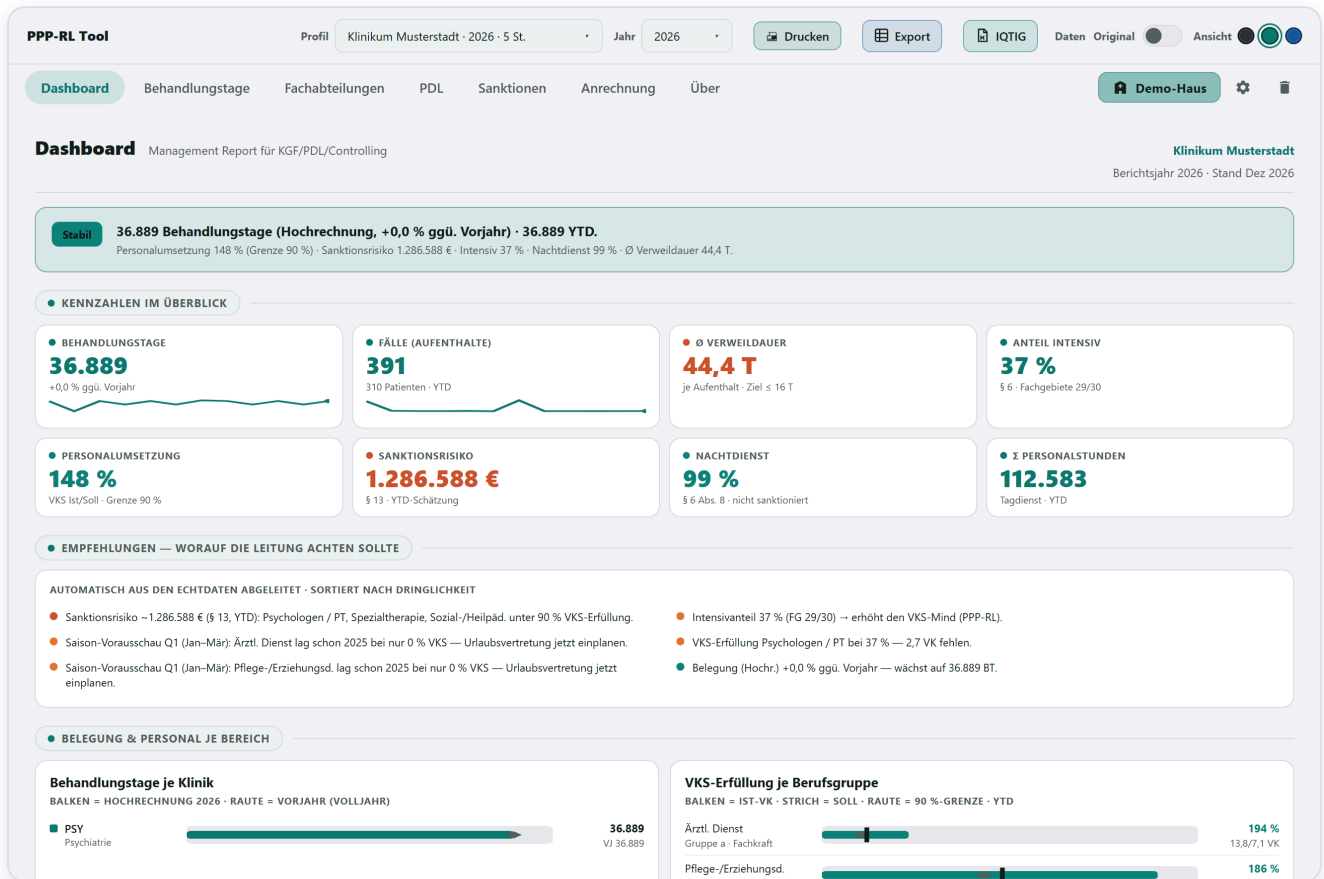 PPP-RL Tool
Profil
Klinikum Musterstadt · 2026 · 5 St.
Jahr
2026
Drucken
Export
IQTIG
Daten Original
Ansicht
Dashboard
Behandlungstage
Fachabteilungen
PDL
Sanktionen
Anrechnung
Über
Demo-Haus
Dashboard
Management Report für KGF/PDL/Controlling
Klinikum Musterstadt
Berichtsjahr 2026 · Stand Dez 2026
Stabil
36.889 Behandlungstage (Hochrechnung, +0,0 % ggü. Vorjahr) · 36.889 YTD.
Personalumsetzung 148 % (Grenze 90 %) · Sanktionsrisiko 1.286.588 € · Intensiv 37 % · Nachtdienst 99 % · Ø Verweildauer 44,4 T.
KENNZAHLEN IM ÜBERBLICK
BEHANDLUNGSTAGE
36.889
+0,0 % ggü. Vorjahr
FÄLLE (AUFENTHALTE)
391
310 Patienten · YTD
Ø VERWEILDAUER
44,4 T
je Aufenthalt · Ziel ≤ 16 T
ANTEIL INTENSIV
37 %
§ 6 · Fachgebiete 29/30
PERSONALUMSETZUNG
148 %
VKS Ist/Soll · Grenze 90 %
SANKTIONSRISIKO
1.286.588 €
§ 13 · YTD-Schätzung
NACHTDIENST
99 %
§ 6 Abs. 8 · nicht sanktioniert
Σ PERSONALSTUNDEN
112.583
Tagdienst · YTD
EMPFEHLUNGEN — WORAUF DIE LEITUNG ACHTEN SOLLTE
AUTOMATISCH AUS DEN ECHTDATEN ABGELEITET · SORTIERT NACH DRINGLICHKEIT
Sanktionsrisiko ~1.286.588 € (§ 13, YTD): Psychologen / PT, Spezialtherapie, Sozial-/Heilpäd. unter 90 % VKS-Erfüllung.
Saison-Vorausschau Q1 (Jan–Mär): Ärztl. Dienst lag schon 2025 bei nur 0 % VKS — Urlaubsvertretung jetzt einplanen.
Saison-Vorausschau Q1 (Jan–Mär): Pflege-/Erziehungsd. lag schon 2025 bei nur 0 % VKS — Urlaubsvertretung jetzt
einplanen.
Intensivanteil 37 % (FG 29/30) → erhöht den VKS-Mind (PPP-RL).
VKS-Erfüllung Psychologen / PT bei 37 % — 2,7 VK fehlen.
Belegung (Hochr.) +0,0 % ggü. Vorjahr — wächst auf 36.889 BT.
BELEGUNG & PERSONAL JE BEREICH
Behandlungstage je Klinik
BALKEN = HOCHRECHNUNG 2026 · RAUTE = VORJAHR (VOLLJAHR)
PSY
Psychiatrie
36.889
VJ 36.889
VKS-Erfüllung je Berufsgruppe
BALKEN = IST-VK · STRICH = SOLL · RAUTE = 90 %-GRENZE · YTD
Ärztl. Dienst
Gruppe a · Fachkraft
194 %
13,8/7,1 VK
Pflege-/Erziehungsd.
186 %